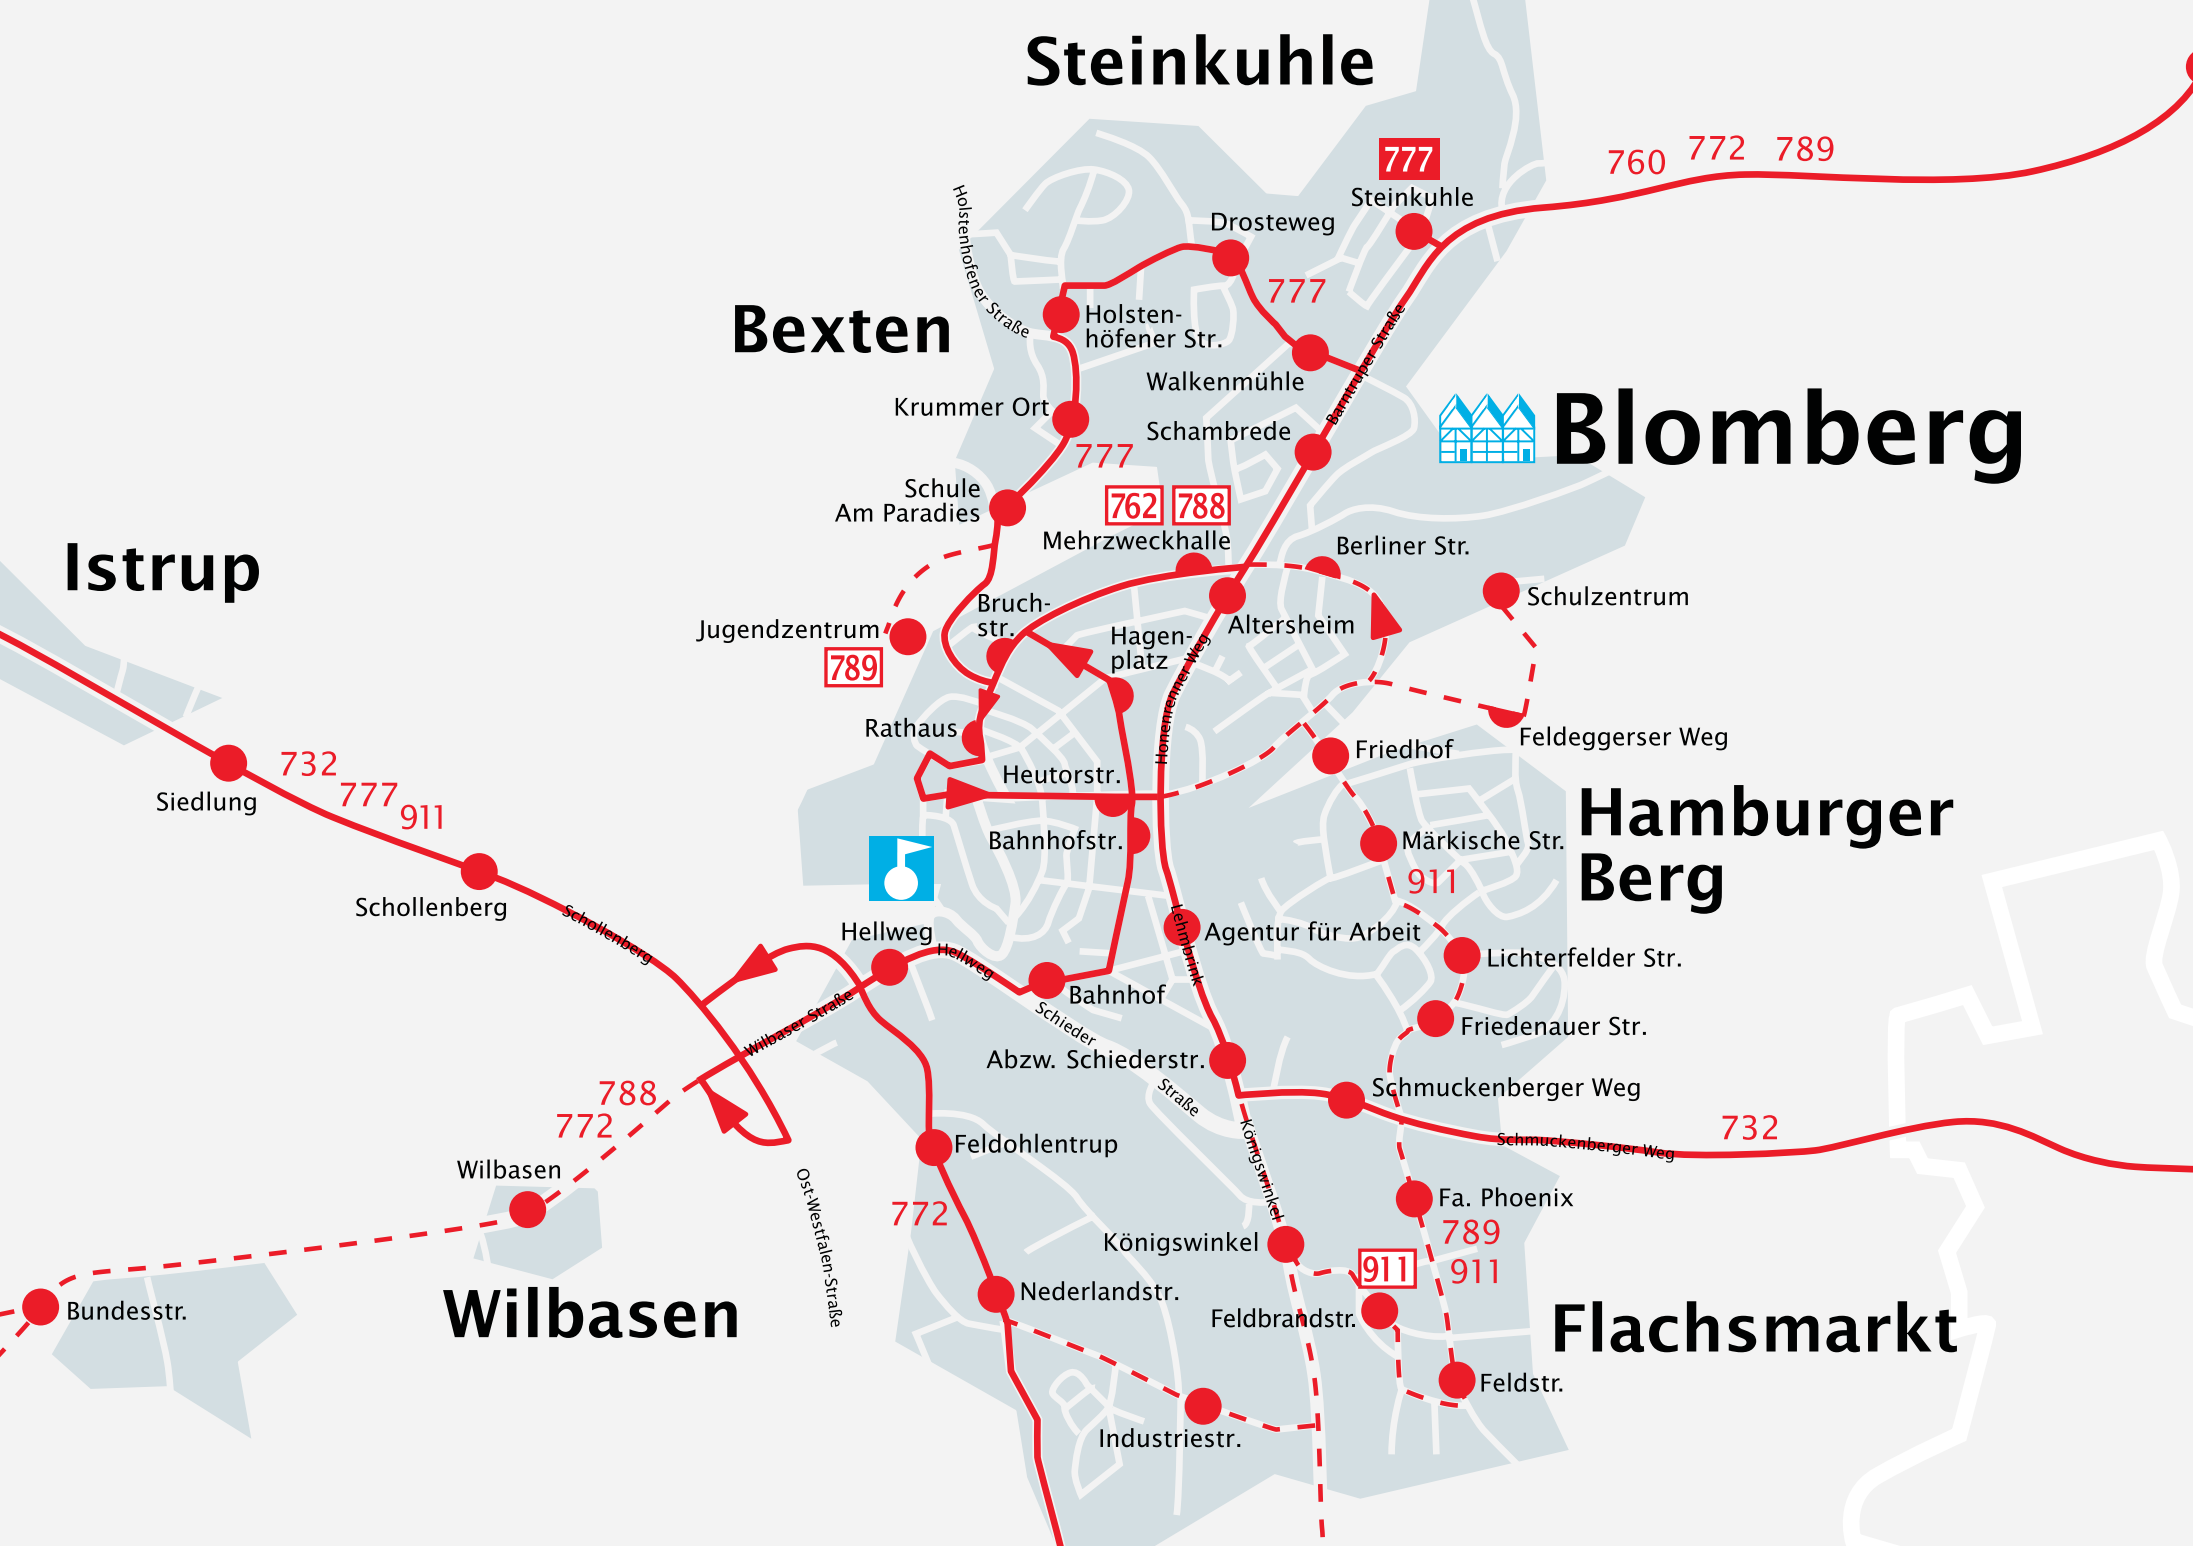 Steinkuhle
777
Steinkuhle
760 772 789
Drosteweg
777
Holstenhofener Straße
Holsten-
höfener Str.
Bexten
Walkenmühle
Barntruper Straße
Krummer Ort
Schambrede
Blomberg
777
Schule
Am Paradies
762 788
Mehrzweckhalle
Berliner Str.
Istrup
Schulzentrum
Bruch-
str.
Jugendzentrum
789
Hagen-
platz
Altersheim
Honenrenner Weg
Rathaus
Feldeggerser Weg
Friedhof
Heutorstr.
732
777
911
Siedlung
Hamburger
Berg
Bahnhofstr.
Märkische Str.
911
Schollenberg
Schollenberg
Hellweg
Hellweg
Lehmbrink
Agentur für Arbeit
Lichterfelder Str.
Bahnhof
Wilbaser Straße
Schieder
Straße
Friedenauer Str.
Abzw. Schiederstr.
Schmuckenberger Weg
788
772
732
Schmuckenberger Weg
Feldohlentrup
Königswinkel
Wilbasen
Ost-Westfalen-Straße
772
Fa. Phoenix
789
911
Königswinkel
911
Nederlandstr.
Bundesstr.
Wilbasen
Feldbrandstr.
Flachsmarkt
Feldstr.
Industriestr.